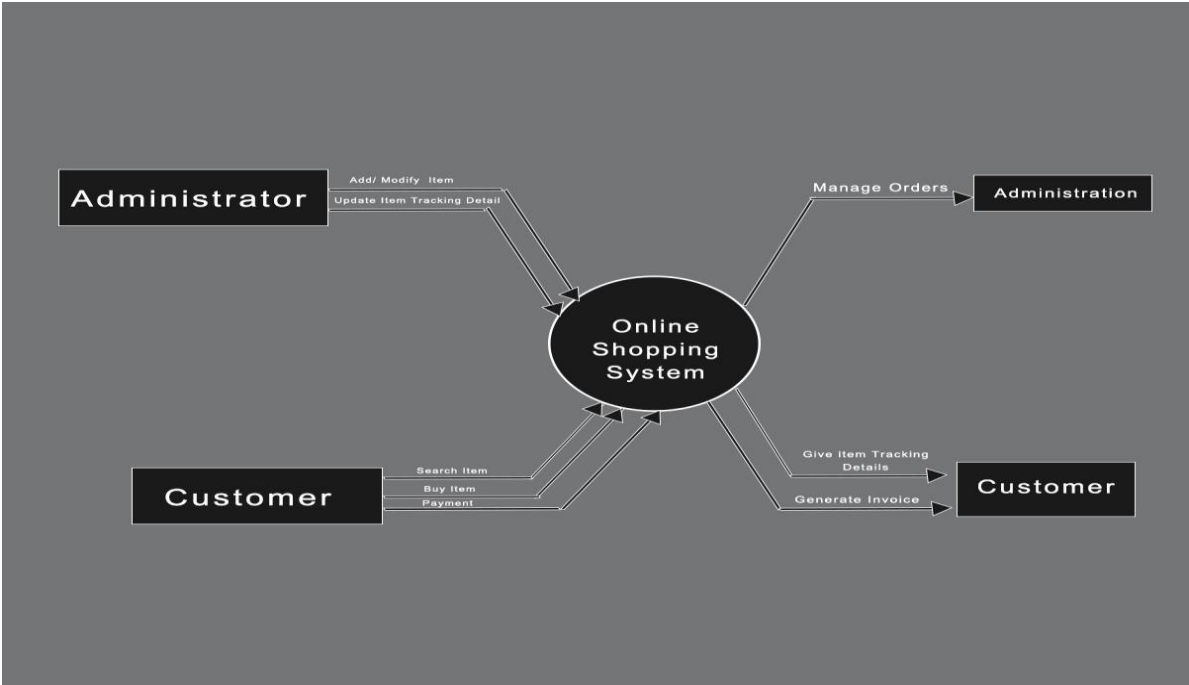 Administrator
Add/ Modify Item
Update Item Tracking Detail
Manage Orders
Administration
Online
Shopping
System
Customer
Search Item
Buy Item
Payment
Give Item Tracking
Details
Generate Invoice
Customer